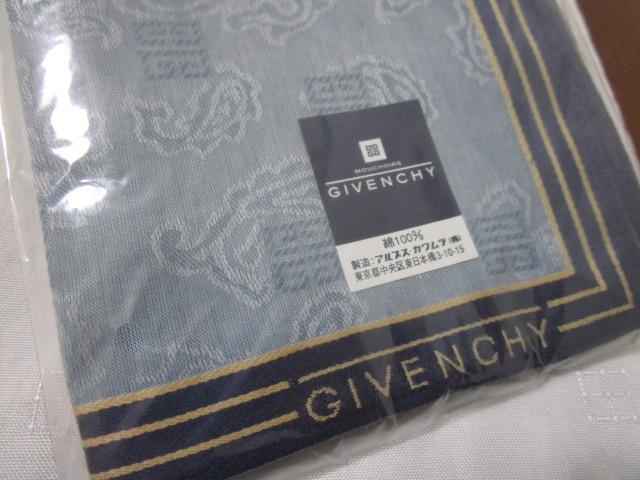 MOUCHOIRS
GIVENCHY
綿100%
製造:アルプス・カワムラ(株)
東京都中央区東日本橋3-10-15
GIVENCHY